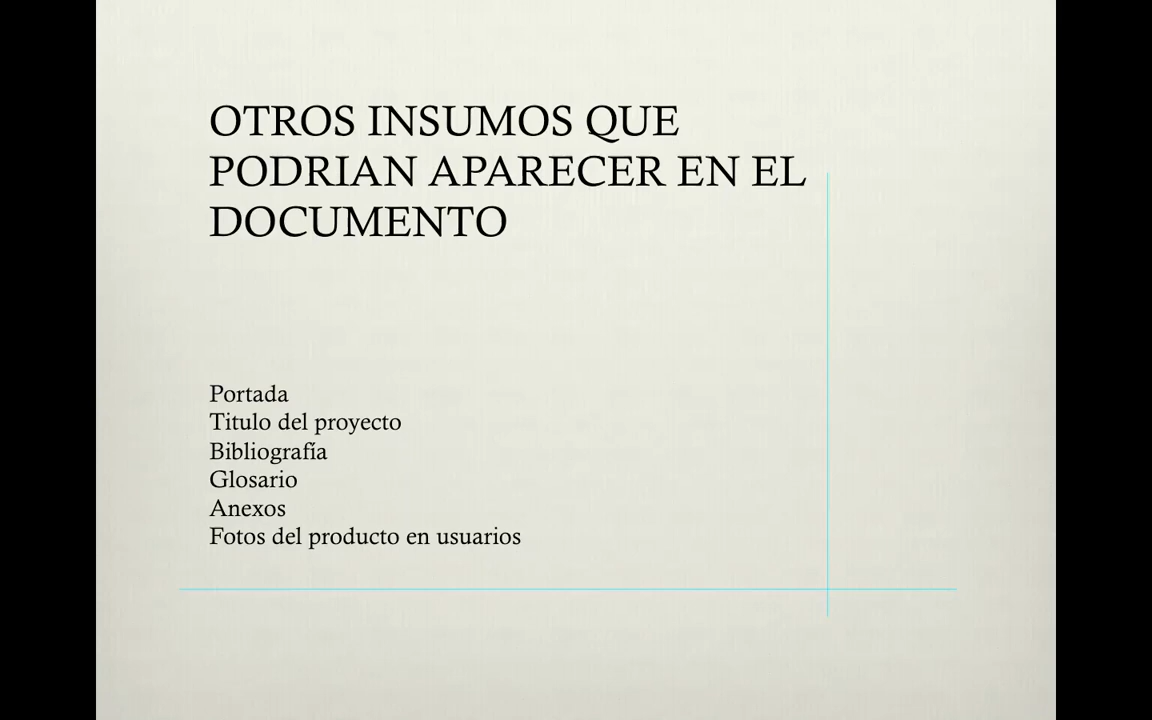 OTROS INSUMOS QUE
PODRIAN APARECER EN EL
DOCUMENTO
Portada
Titulo del proyecto
Bibliografía
Glosario
Anexos
Fotos del producto en usuarios